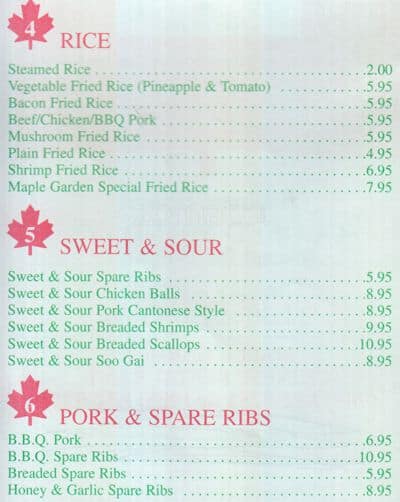 4 RICE
Steamed Rice ........................................ 2.00
Vegetable Fried Rice (Pineapple & Tomato) ............ 5.95
Bacon Fried Rice ..................................... 5.95
Beef/Chicken/BBQ Pork ................................ 5.95
Mushroom Fried Rice .................................. 5.95
Plain Fried Rice ..................................... 4.95
Shrimp Fried Rice .................................... 6.95
Maple Garden Special Fried Rice ...................... 7.95
5 SWEET & SOUR
Sweet & Sour Spare Ribs .............................. 5.95
Sweet & Sour Chicken Balls ........................... 8.95
Sweet & Sour Pork Cantonese Style .................... 8.95
Sweet & Sour Breaded Shrimps ......................... 9.95
Sweet & Sour Breaded Scallops ........................ 10.95
Sweet & Sour Soo Gai ................................. 8.95
6 PORK & SPARE RIBS
B.B.Q. Pork .......................................... 6.95
B.B.Q. Spare Ribs .................................... 10.95
Breaded Spare Ribs ................................... 5.95
Honey & Garlic Spare Ribs ............................ 8.95